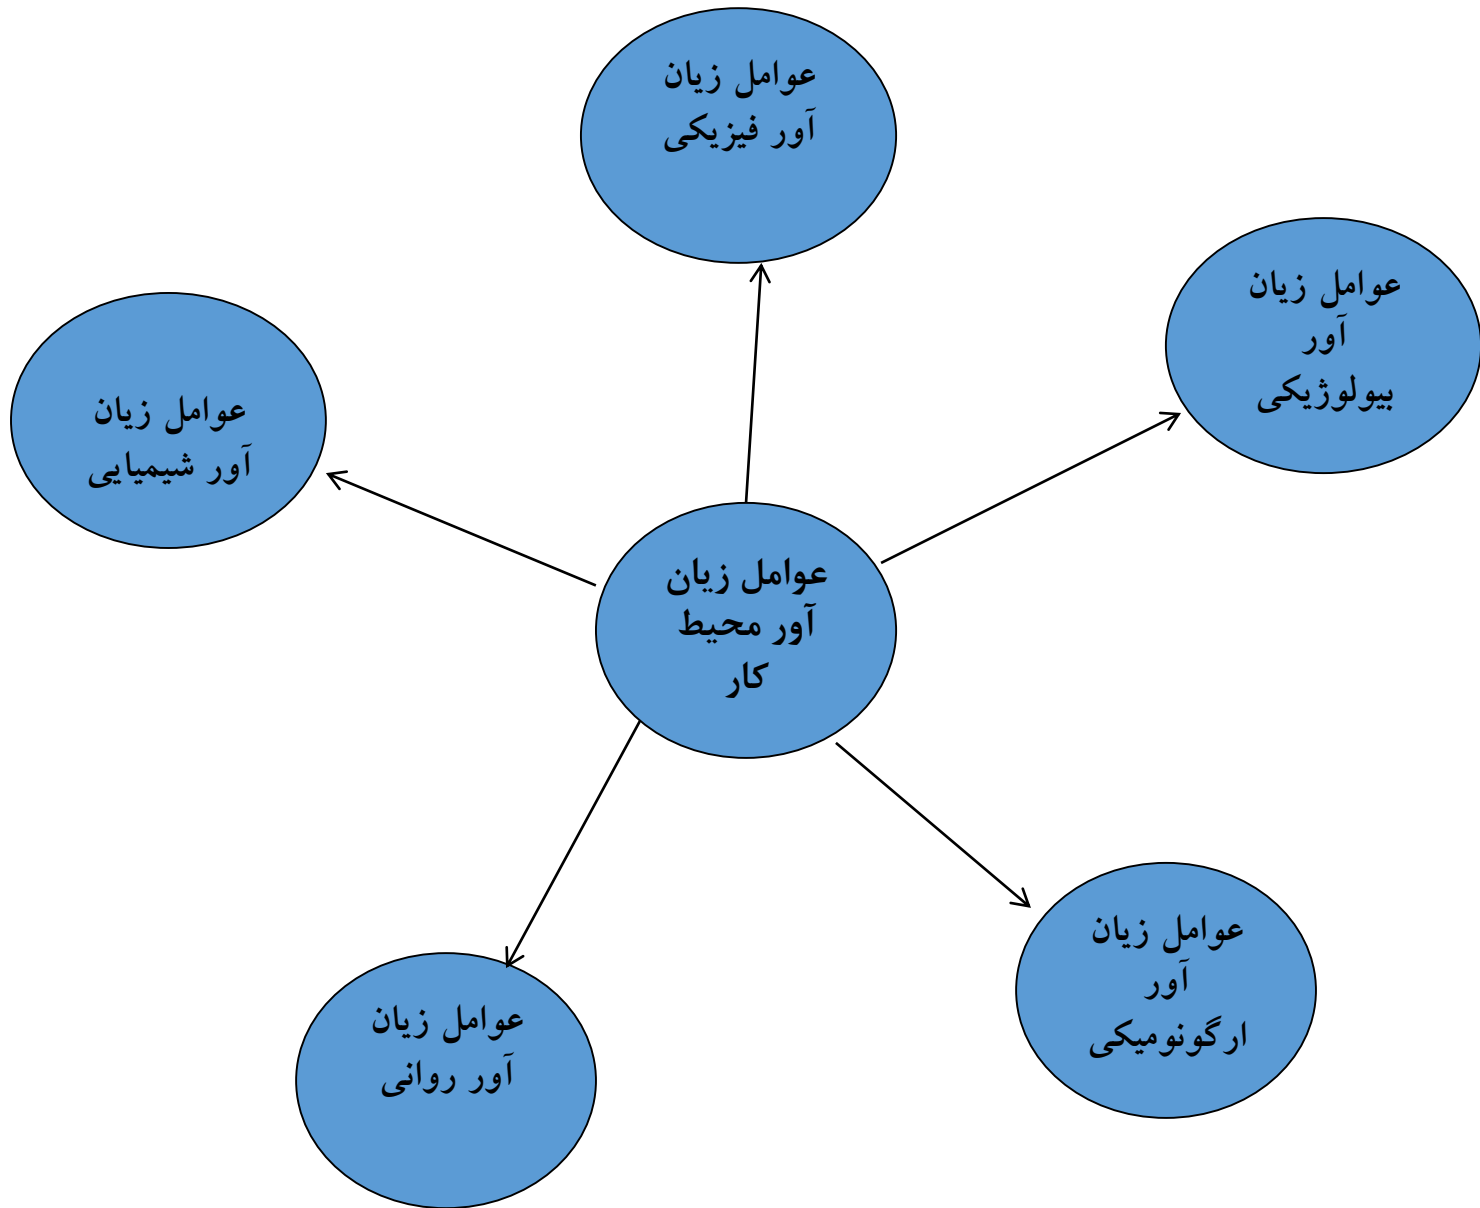 عوامل زیان
آور فیزیکی
عوامل زیان
آور
بیولوژیکی
عوامل زیان
آور شیمیایی
عوامل زیان
آور محیط
کار
عوامل زیان
آور
ارگونومیکی
عوامل زیان
آور روانی